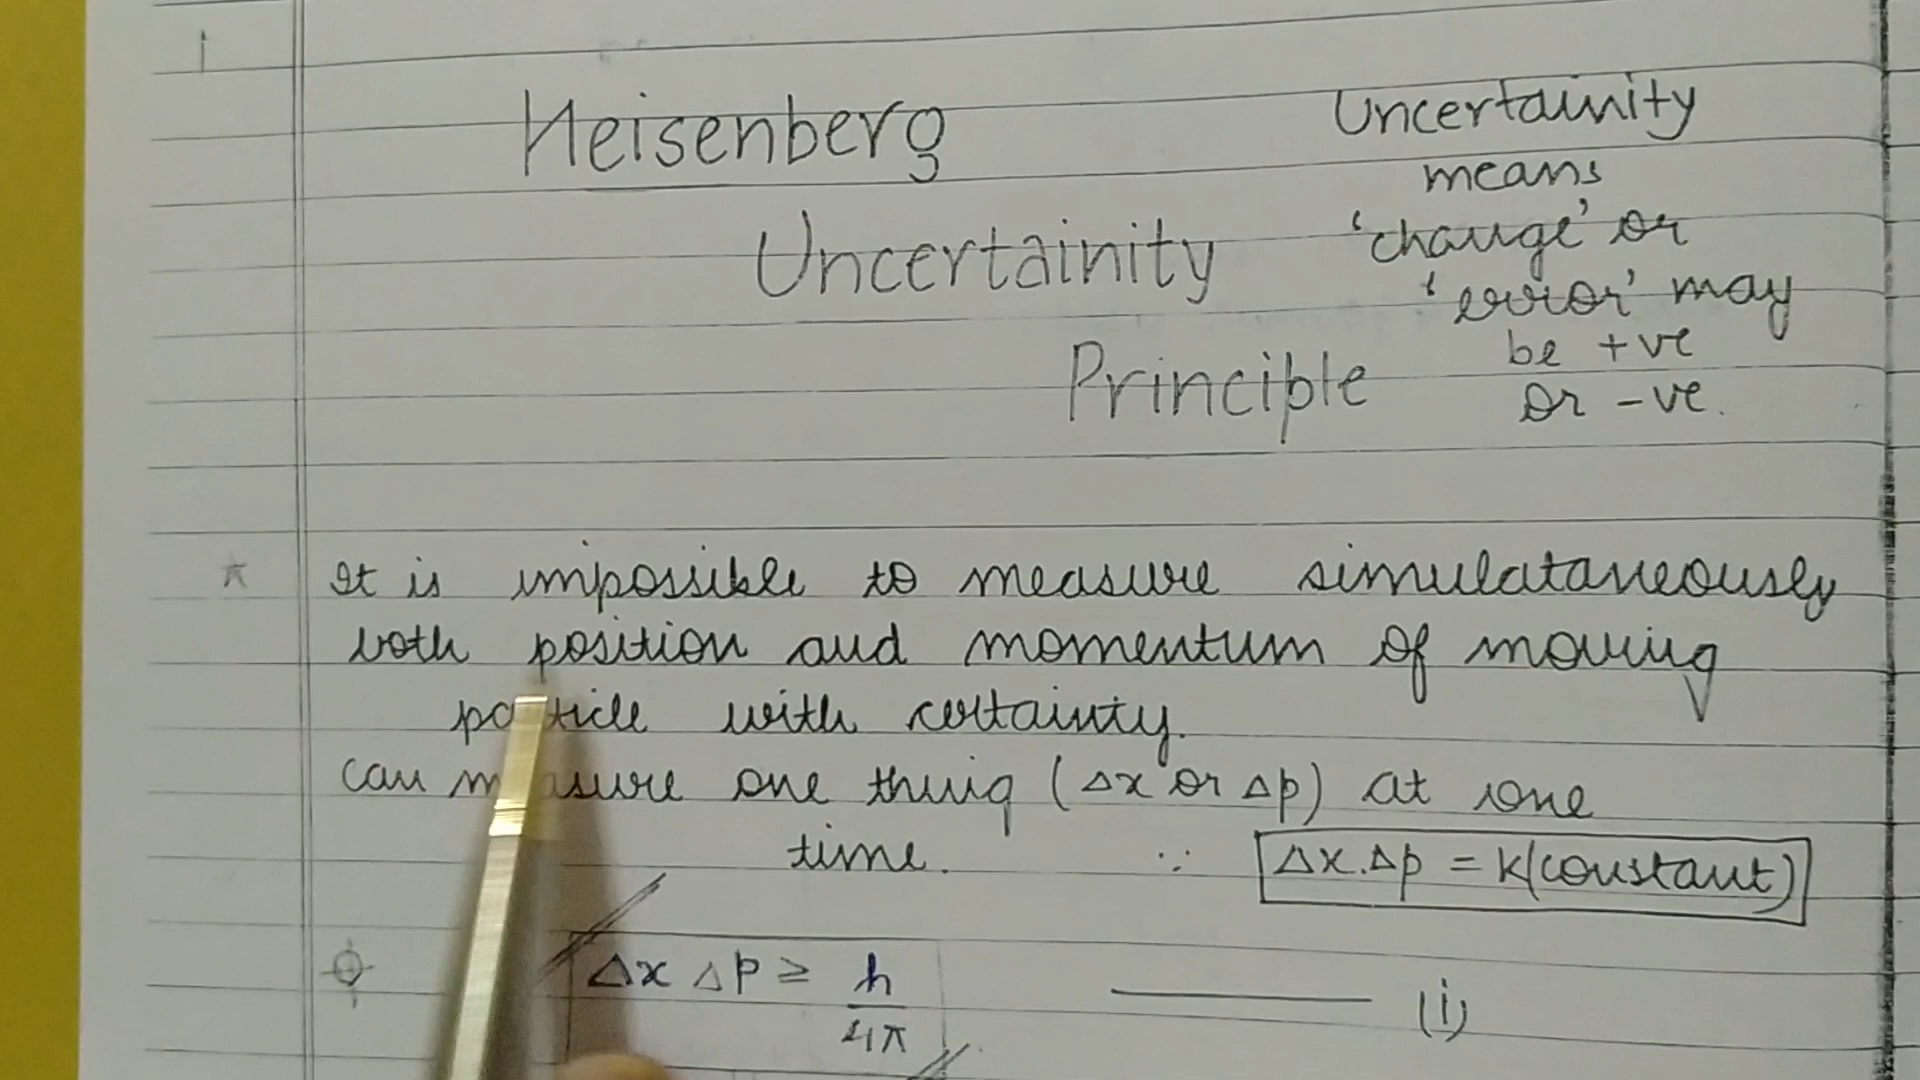 Heisenberg
Uncertainity
Principle
Uncertainity
means
'change' or
'error' may
be +ve
or -ve.
It is impossible to measure simulataneously
both position and momentum of moving
particle with certainty.
can measure one thing (Δx or Δp) at one
time. ∵ Δx.Δp = K(constant)
Δx Δp ≥ h/4π ——— (i)